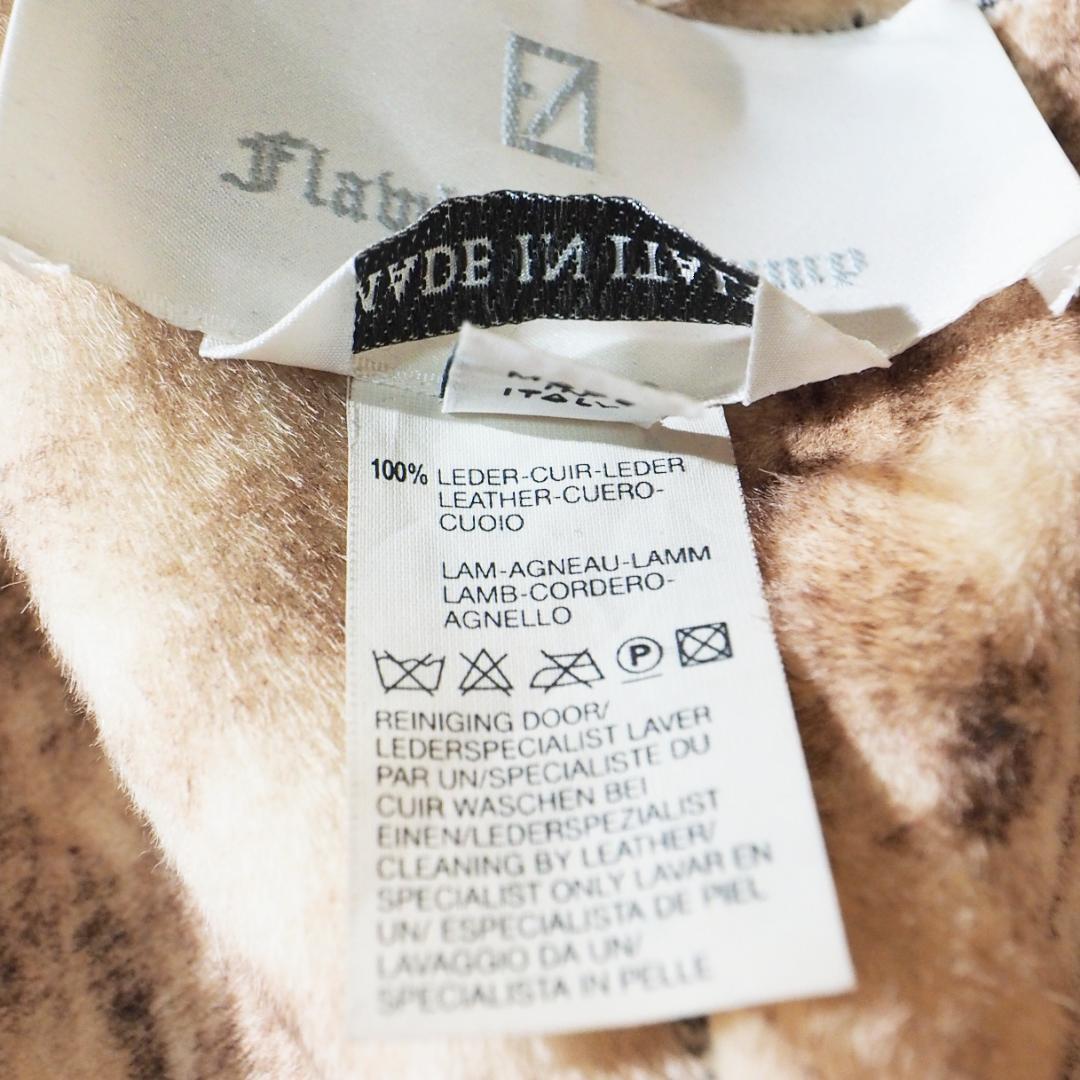 MADE IN ITALY
ITALY
100% LEDER-CUIR-LEDER
LEATHER-CUERO-
CUOIO
LAM-AGNEAU-LAMM
LAMB-CORDERO-
AGNELLO
P
REINIGING DOOR/
LEDERSPECIALIST LAVER
PAR UN/SPECIALISTE DU
CUIR WASCHEN BEI
EINEN/LEDERSPEZIALIST
CLEANING BY LEATHER/
SPECIALIST ONLY LAVAR EN
UN/ ESPECIALISTA DE PIEL
LAVAGGIO DA UN/
SPECIALISTA IN PELLE